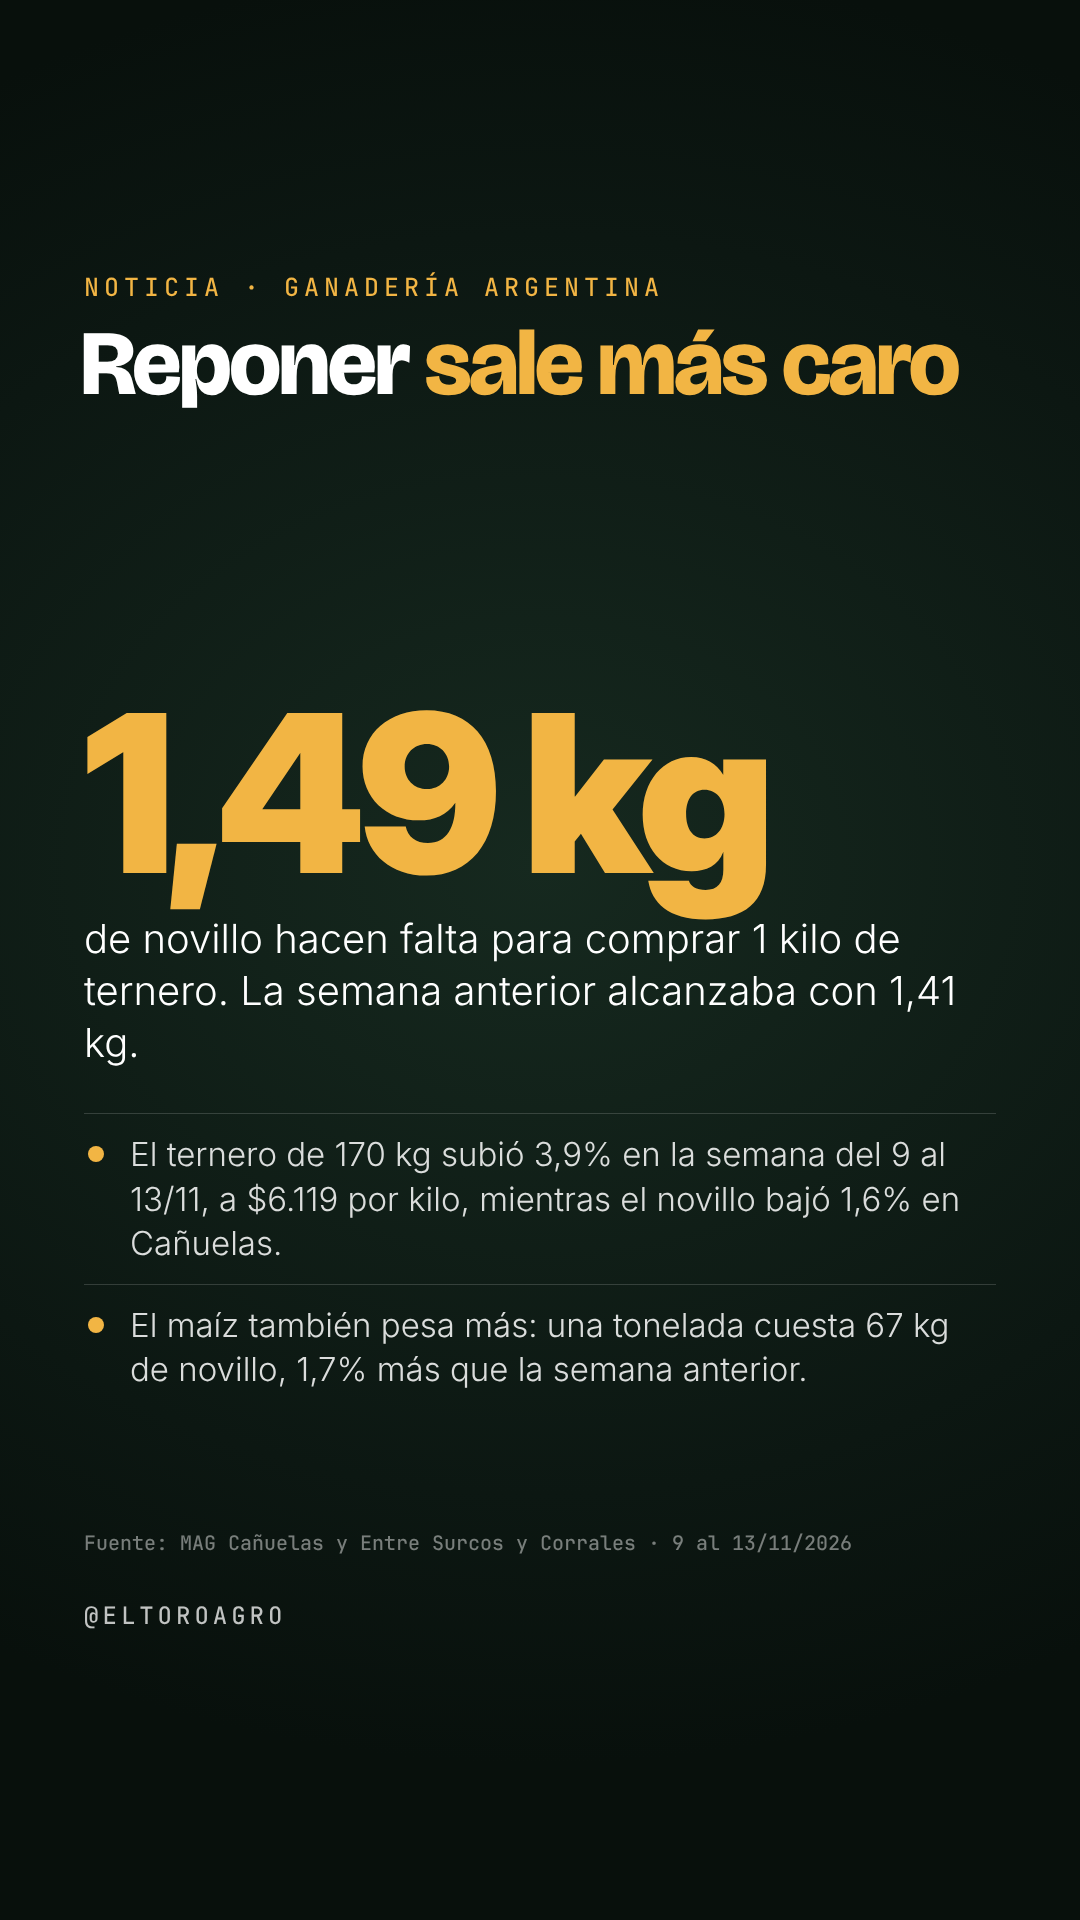 NOTICIA · GANADERÍA ARGENTINA
Reponer sale más caro
1,49 kg
de novillo hacen falta para comprar 1 kilo de
ternero. La semana anterior alcanzaba con 1,41
kg.
El ternero de 170 kg subió 3,9% en la semana del 9 al
13/11, a $6.119 por kilo, mientras el novillo bajó 1,6% en
Cañuelas.
El maíz también pesa más: una tonelada cuesta 67 kg
de novillo, 1,7% más que la semana anterior.
Fuente: MAG Cañuelas y Entre Surcos y Corrales · 9 al 13/11/2026
@ELTOROAGRO